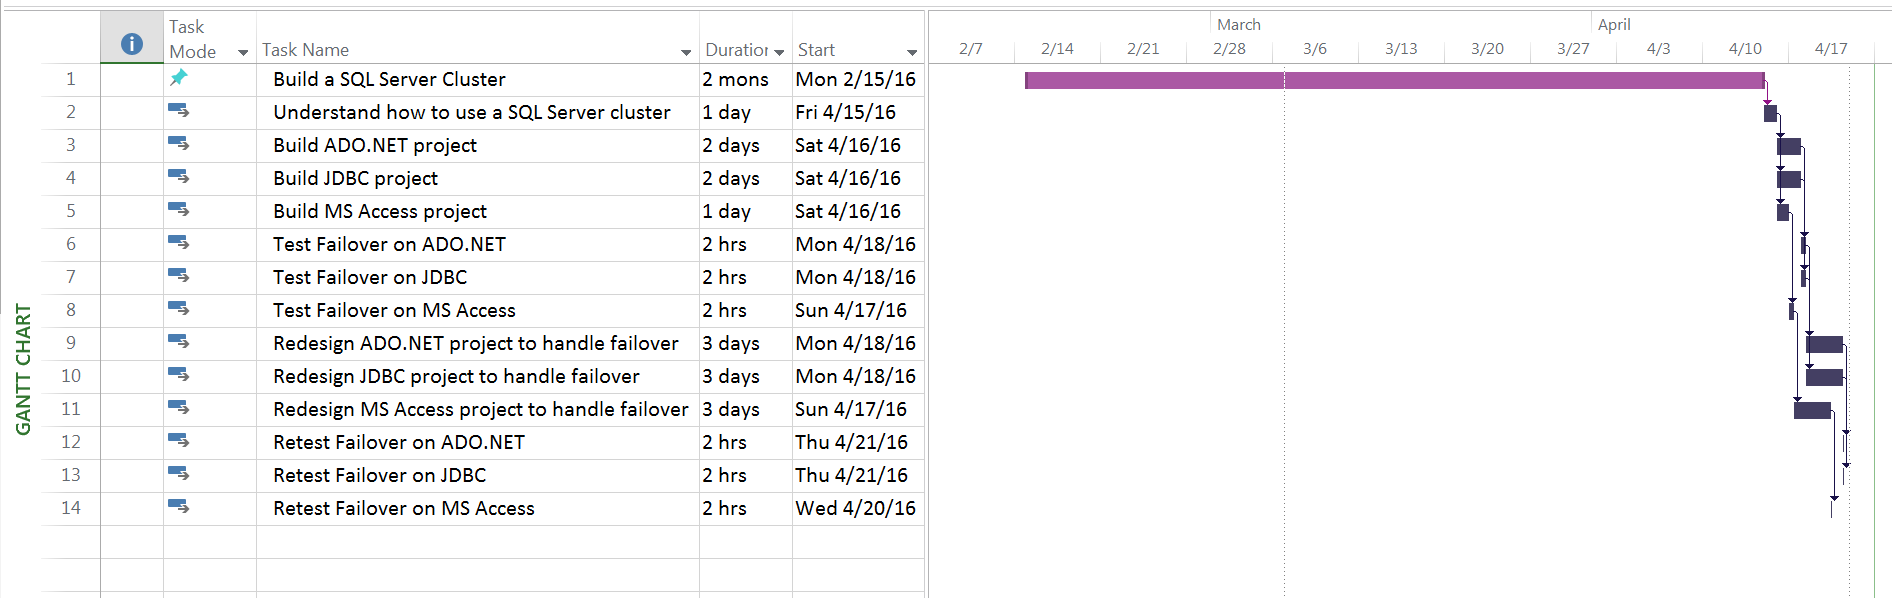 March April
2/7 2/14 2/21 2/28 3/6 3/13 3/20 3/27 4/3 4/10 4/17
Task Mode Task Name Duration Start
1 Build a SQL Server Cluster 2 mons Mon 2/15/16
2 Understand how to use a SQL Server cluster 1 day Fri 4/15/16
3 Build ADO.NET project 2 days Sat 4/16/16
4 Build JDBC project 2 days Sat 4/16/16
5 Build MS Access project 1 day Sat 4/16/16
6 Test Failover on ADO.NET 2 hrs Mon 4/18/16
7 Test Failover on JDBC 2 hrs Mon 4/18/16
8 Test Failover on MS Access 2 hrs Sun 4/17/16
9 Redesign ADO.NET project to handle failover 3 days Mon 4/18/16
10 Redesign JDBC project to handle failover 3 days Mon 4/18/16
11 Redesign MS Access project to handle failover 3 days Sun 4/17/16
12 Retest Failover on ADO.NET 2 hrs Thu 4/21/16
13 Retest Failover on JDBC 2 hrs Thu 4/21/16
14 Retest Failover on MS Access 2 hrs Wed 4/20/16
GANTT CHART